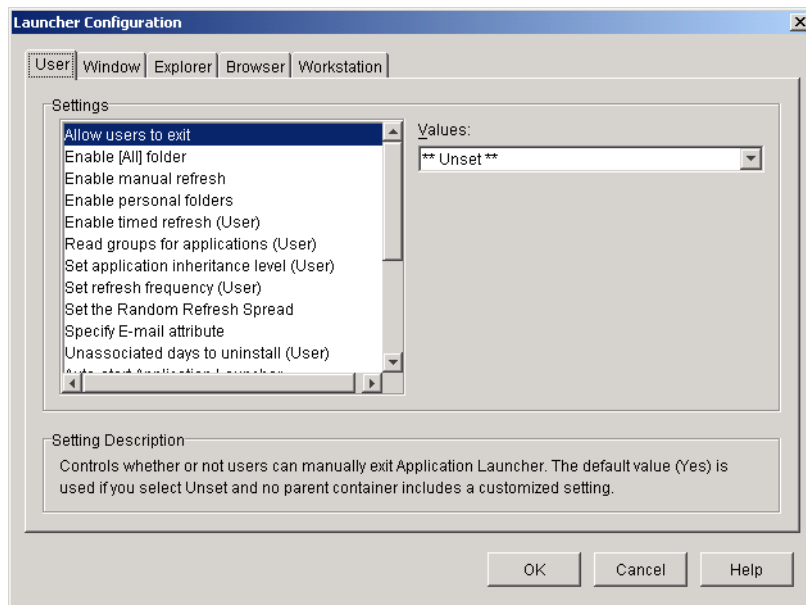 Launcher Configuration
User
Window
Explorer
Browser
Workstation
Settings
Allow users to exit
Enable [All] folder
Enable manual refresh
Enable personal folders
Enable timed refresh (User)
Read groups for applications (User)
Set application inheritance level (User)
Set refresh frequency (User)
Set the Random Refresh Spread
Specify E-mail attribute
Unassociated days to uninstall (User)
Auto-start Application Launcher
Values:
** Unset **
Setting Description
Controls whether or not users can manually exit Application Launcher. The default value (Yes) is
used if you select Unset and no parent container includes a customized setting.
OK
Cancel
Help